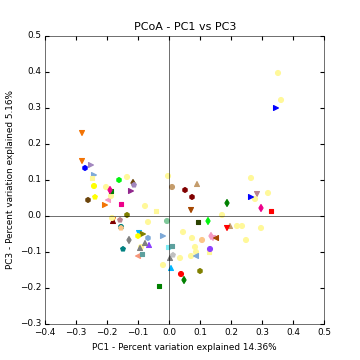 PCoA - PC1 vs PC3
0.5
0.4
0.3
0.2
0.1
0.0
−0.1
−0.2
−0.3
−0.4 −0.3 −0.2 −0.1 0.0 0.1 0.2 0.3 0.4 0.5
PC3 - Percent variation explained 5.16%
PC1 - Percent variation explained 14.36%